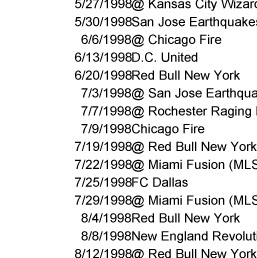 5/27/1998@ Kansas City Wizar
5/30/1998San Jose Earthquake
6/6/1998@ Chicago Fire
6/13/1998D.C. United
6/20/1998Red Bull New York
7/3/1998@ San Jose Earthqua
7/7/1998@ Rochester Raging
7/9/1998Chicago Fire
7/19/1998@ Red Bull New York
7/22/1998@ Miami Fusion (MLS
7/25/1998FC Dallas
7/29/1998@ Miami Fusion (MLS
8/4/1998Red Bull New York
8/8/1998New England Revolut
8/12/1998@ Red Bull New York